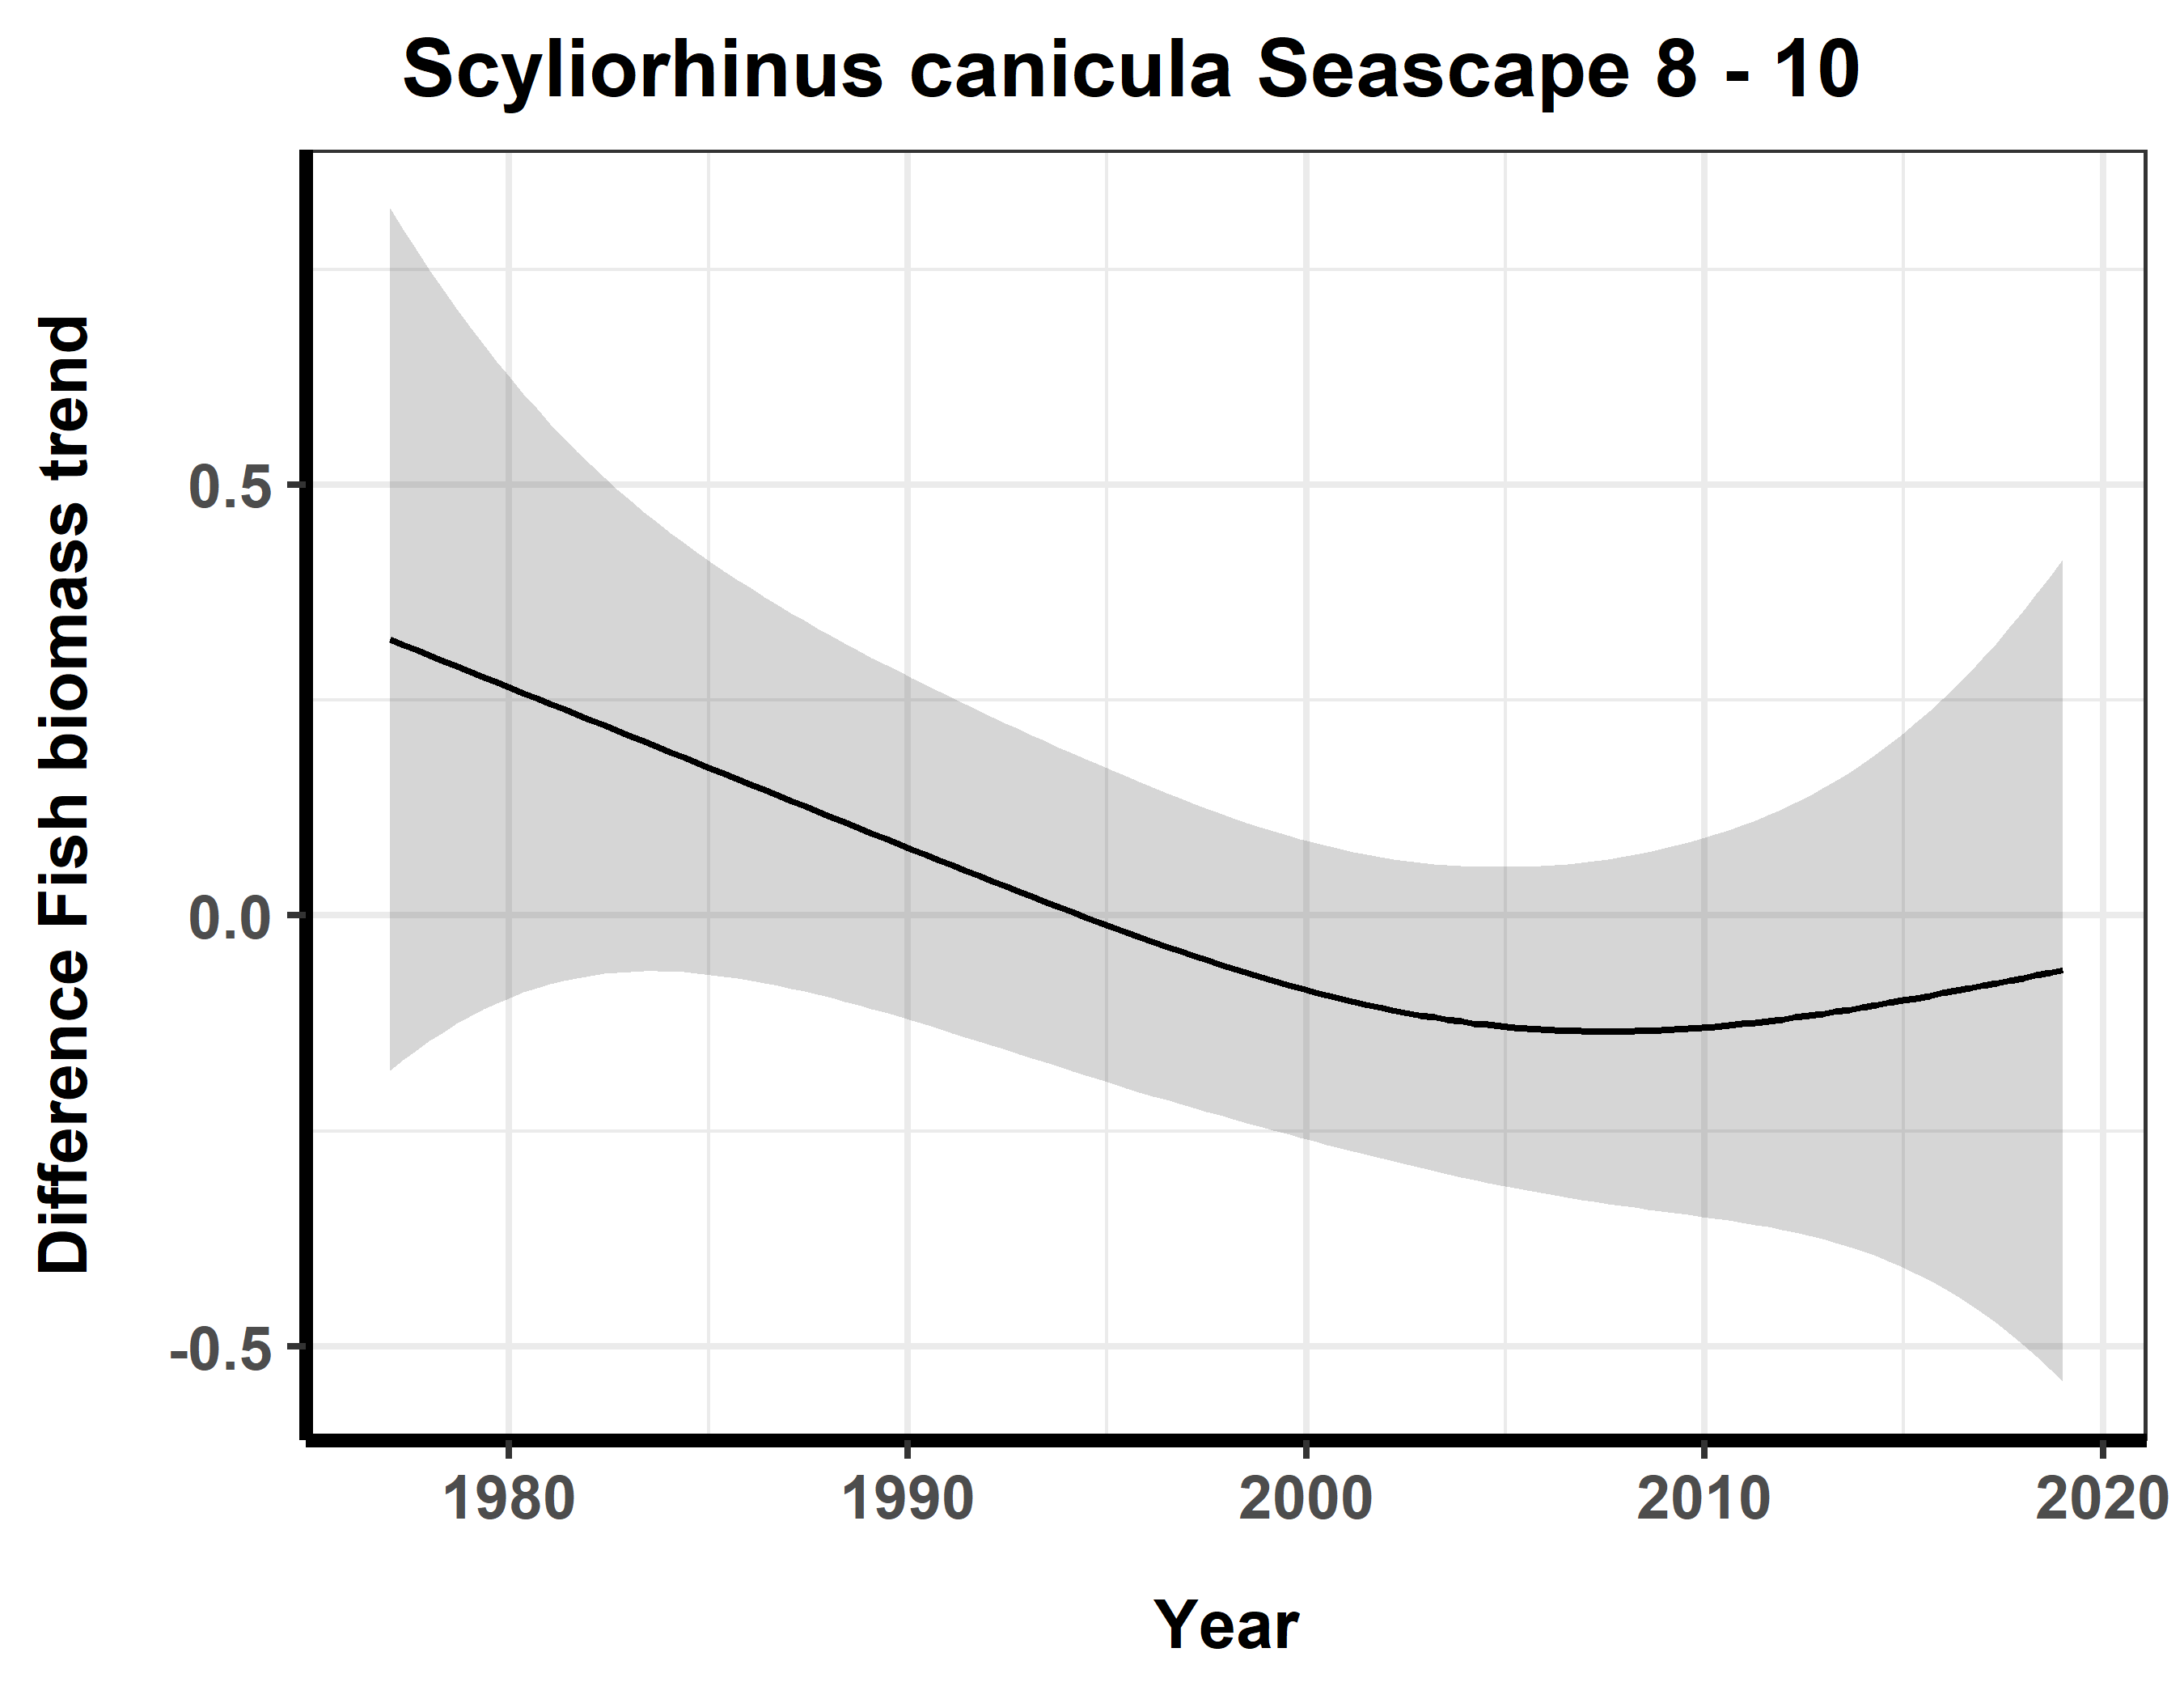 Scyliorhinus canicula Seascape 8 - 10
Difference Fish biomass trend
0.5
0.0
-0.5
1980 1990 2000 2010 2020
Year